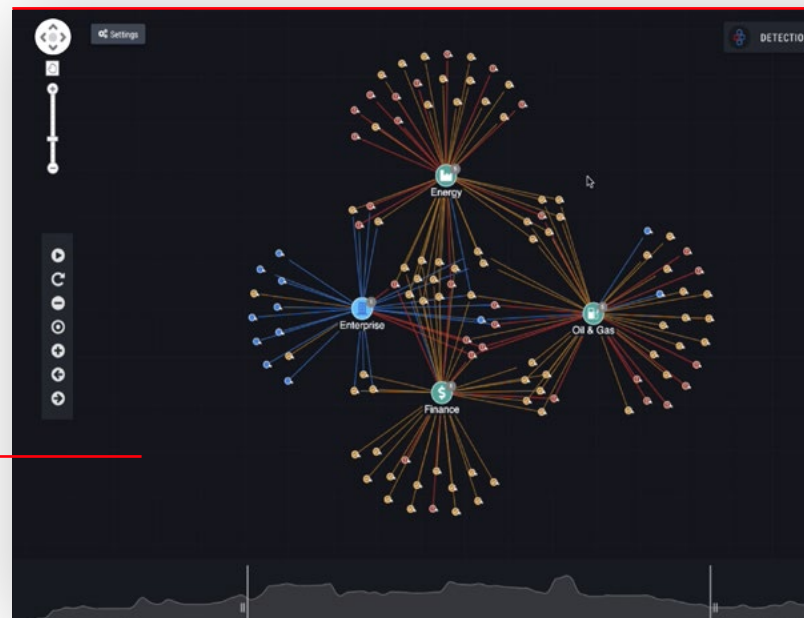 Settings
DETECTIO
Energy
Enterprise
Oil & Gas
Finance